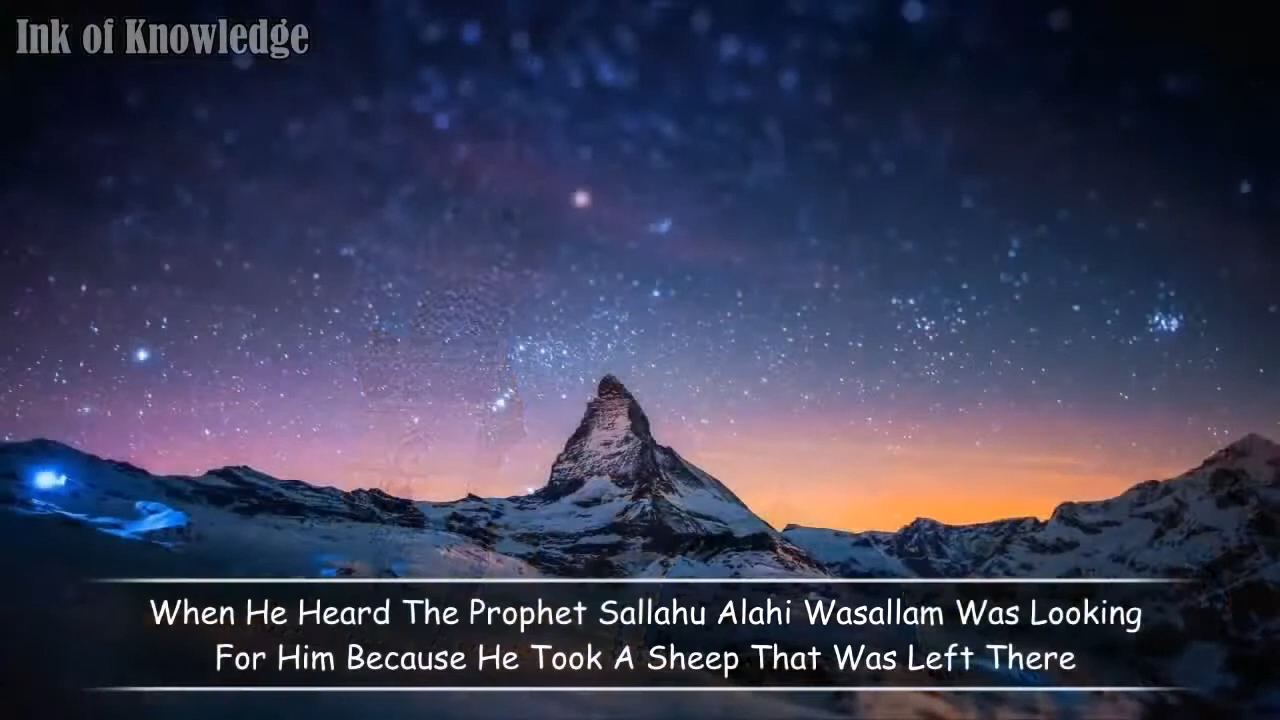 Ink of Knowledge
When He Heard The Prophet Sallahu Alahi Wasallam Was Looking
For Him Because He Took A Sheep That Was Left There